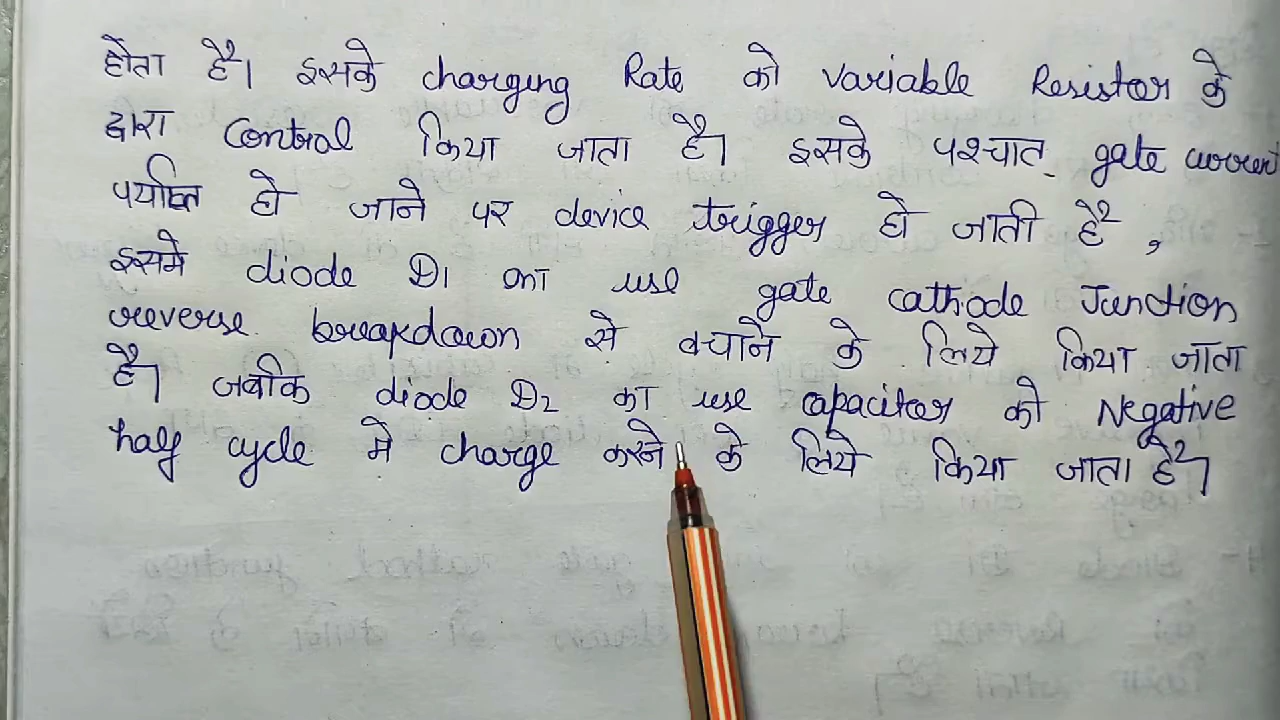 होता है। इसके charging Rate को variable Resistor के
द्वारा Control किया जाता है। इसके पश्चात gate current
पर्याप्त हो जाने पर device trigger हो जाती है ,
इसमे diode D1 का use gate cathode Junction
reverse breakdown से बचाने के लिये किया जाता
है। जबकि diode D2 का use capacitor को Negative
half cycle मे charge करने के लिये किया जाता है।